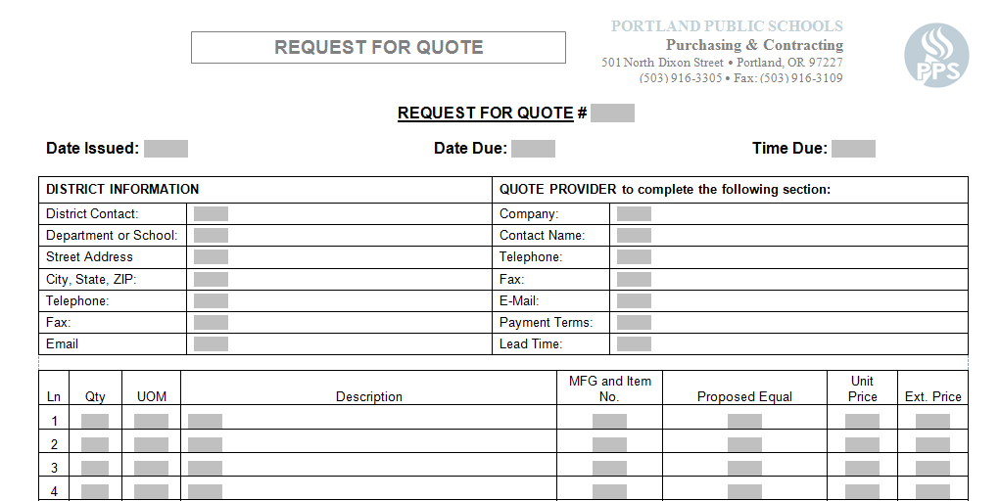 PORTLAND PUBLIC SCHOOLS
REQUEST FOR QUOTE
Purchasing & Contracting
501 North Dixon Street • Portland, OR 97227
(503) 916-3305 • Fax: (503) 916-3109
PPS
REQUEST FOR QUOTE #
Date Issued: Date Due: Time Due:
DISTRICT INFORMATION QUOTE PROVIDER to complete the following section:
District Contact: Company:
Department or School: Contact Name:
Street Address Telephone:
City, State, ZIP: Fax:
Telephone: E-Mail:
Fax: Payment Terms:
Email Lead Time:
Ln Qty UOM Description MFG and Item No. Proposed Equal Unit Price Ext. Price
1
2
3
4